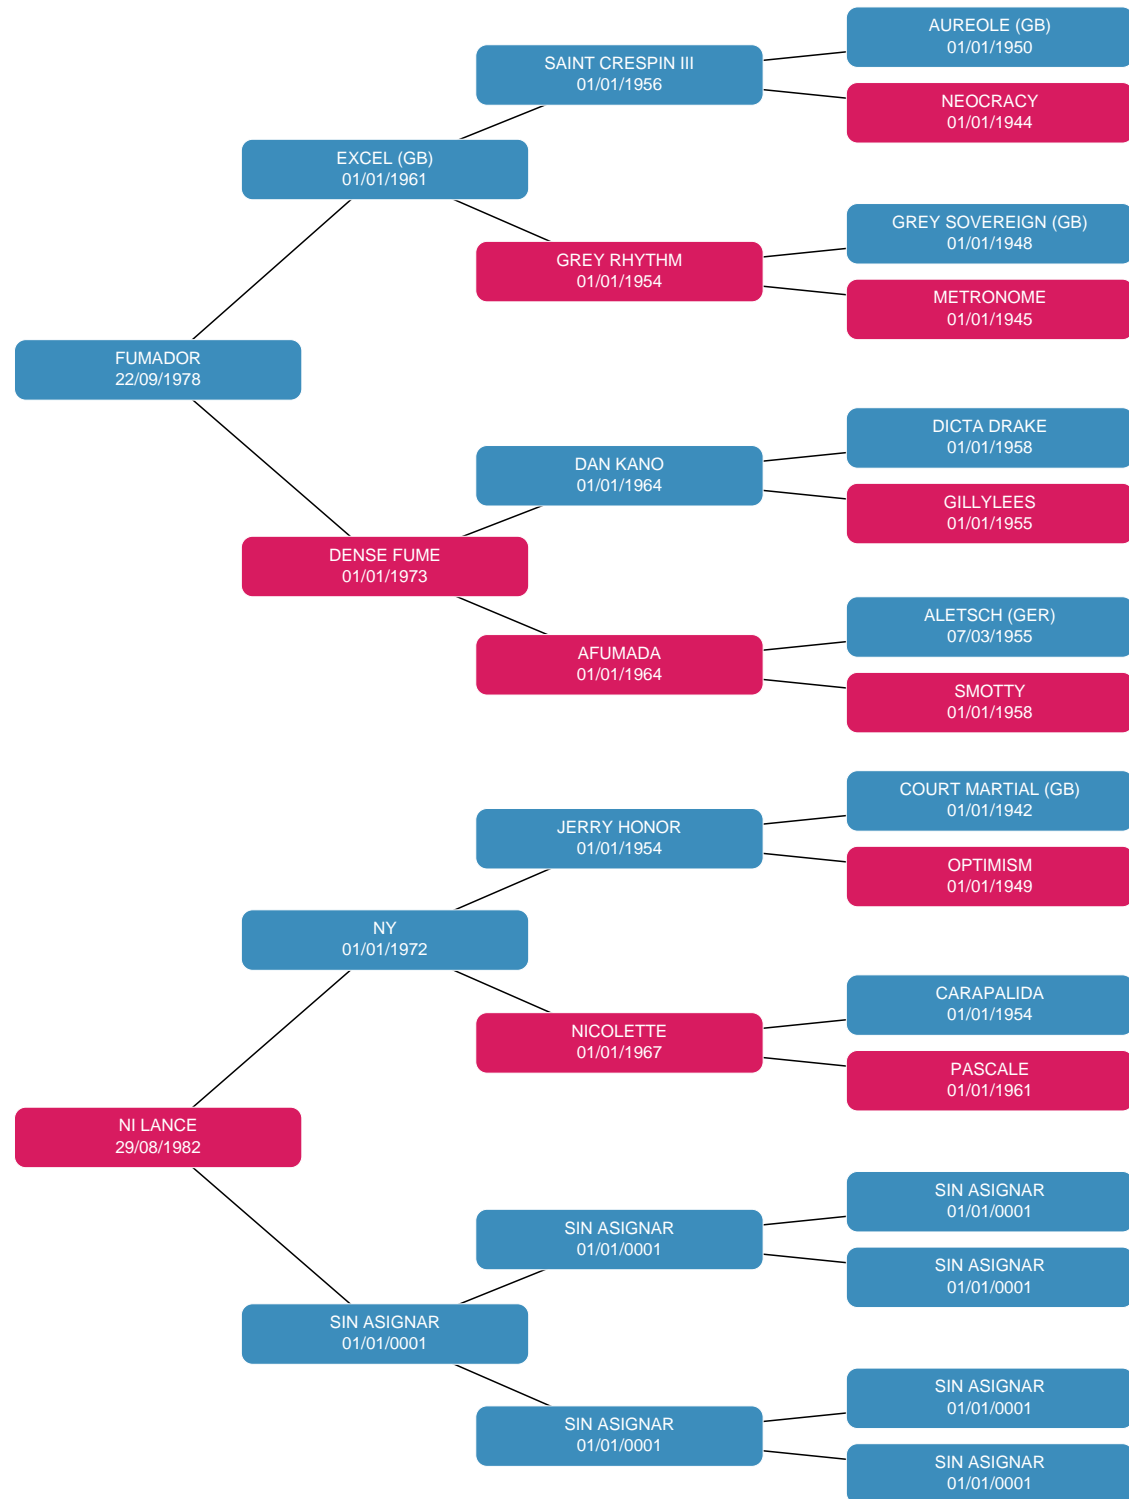 AUREOLE (GB)
01/01/1950
SAINT CRESPIN III
01/01/1956
NEOCRACY
01/01/1944
EXCEL (GB)
01/01/1961
GREY SOVEREIGN (GB)
01/01/1948
GREY RHYTHM
01/01/1954
METRONOME
01/01/1945
FUMADOR
22/09/1978
DICTA DRAKE
01/01/1958
DAN KANO
01/01/1964
GILLYLEES
01/01/1955
DENSE FUME
01/01/1973
ALETSCH (GER)
07/03/1955
AFUMADA
01/01/1964
SMOTTY
01/01/1958
COURT MARTIAL (GB)
01/01/1942
JERRY HONOR
01/01/1954
OPTIMISM
01/01/1949
NY
01/01/1972
CARAPALIDA
01/01/1954
NICOLETTE
01/01/1967
PASCALE
01/01/1961
NI LANCE
29/08/1982
SIN ASIGNAR
01/01/0001
SIN ASIGNAR
01/01/0001
SIN ASIGNAR
01/01/0001
SIN ASIGNAR
01/01/0001
SIN ASIGNAR
01/01/0001
SIN ASIGNAR
01/01/0001
SIN ASIGNAR
01/01/0001